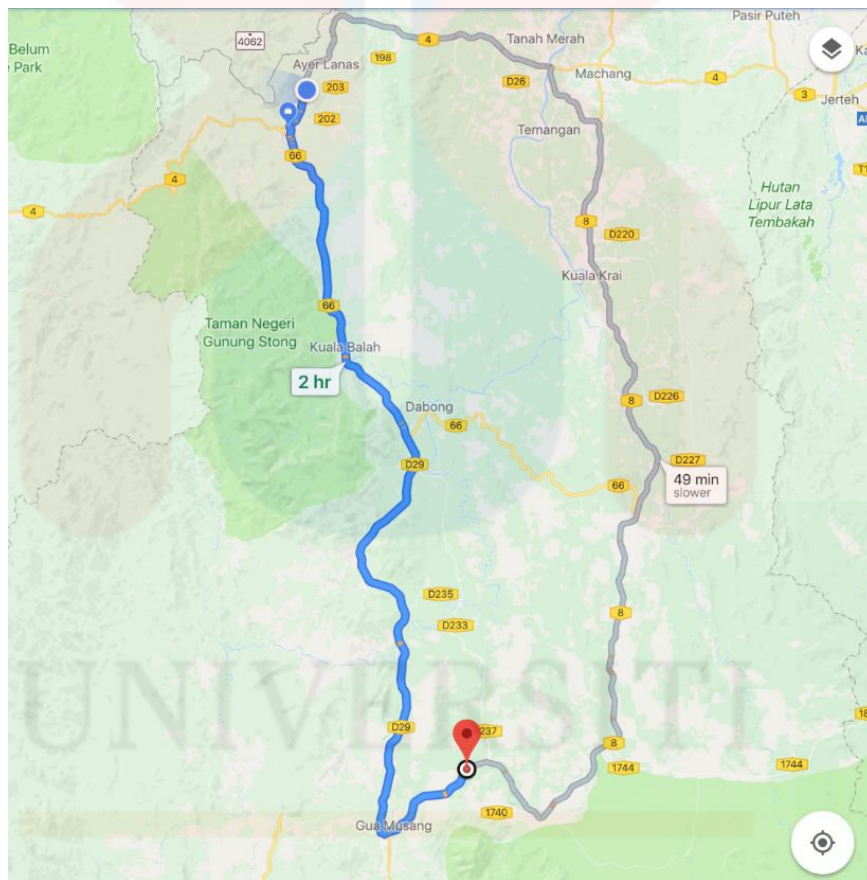 Pasir Puteh
Belum
Park
4062
4
Tanah Merah
198
Ayer Lanas
203
D26
Machang
4
3
Jerteh
202
Temangan
66
4
4
Hutan
Lipur Lata
Tembakah
8
D220
Kuala Krai
66
Taman Negeri
Gunung Stong
Kuala Balah
2 hr
Dabong
66
8
D226
D29
D227
66
49 min
slower
D235
D233
8
UNIVERSITI
D29
237
8
1744
1744
Gua Musang
1740